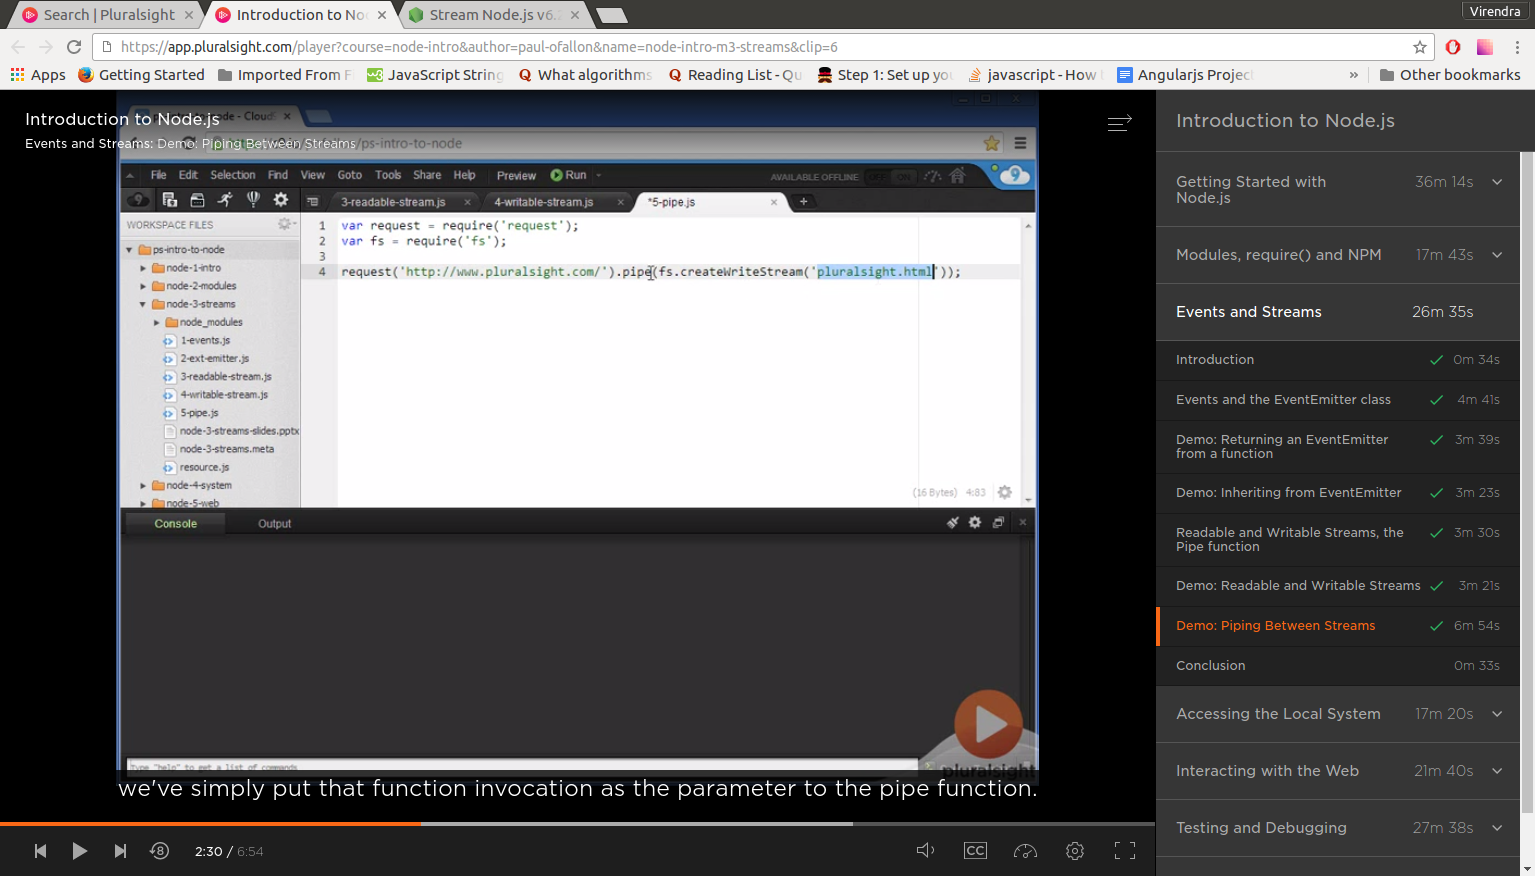 Search | Pluralsight
Introduction to No
Stream Node.js v6.
Virendra
https://app.pluralsight.com/player?course=node-intro&author=paul-ofallon&name=node-intro-m3-streams&clip=6
Apps
Getting Started
Imported From F
JavaScript String
What algorithms
Reading List - Qu
Step 1: Set up yo
javascript - How
Angularjs Projec
»
Other bookmarks
Introduction to Node.js
Events and Streams: Demo: Piping Between Streams
/ps-intro-to-node
File Edit Selection Find View Goto Tools Share Help Preview Run
AVAILABLE OFFLINE OFF ON
3-readable-stream.js
4-writable-stream.js
*5-pipe.js
WORKSPACE FILES
ps-intro-to-node
node-1-intro
node-2-modules
node-3-streams
node_modules
1-events.js
2-ext-emitter.js
3-readable-stream.js
4-writable-stream.js
5-pipe.js
node-3-streams-slides.pptx
node-3-streams.meta
resource.js
node-4-system
node-5-web
1 var request = require('request');
2 var fs = require('fs');
3
4 request('http://www.pluralsight.com/').pipe(fs.createWriteStream('pluralsight.html'));
(16 Bytes) 4:83
Console
Output
Type "help" to get a list of commands
pluralsight
we've simply put that function invocation as the parameter to the pipe function.
8
2:30 / 6:54
CC
Introduction to Node.js
Getting Started with
Node.js
36m 14s
Modules, require() and NPM 17m 43s
Events and Streams 26m 35s
Introduction 0m 34s
Events and the EventEmitter class 4m 41s
Demo: Returning an EventEmitter
from a function
3m 39s
Demo: Inheriting from EventEmitter 3m 23s
Readable and Writable Streams, the
Pipe function
3m 30s
Demo: Readable and Writable Streams 3m 21s
Demo: Piping Between Streams 6m 54s
Conclusion 0m 33s
Accessing the Local System 17m 20s
Interacting with the Web 21m 40s
Testing and Debugging 27m 38s